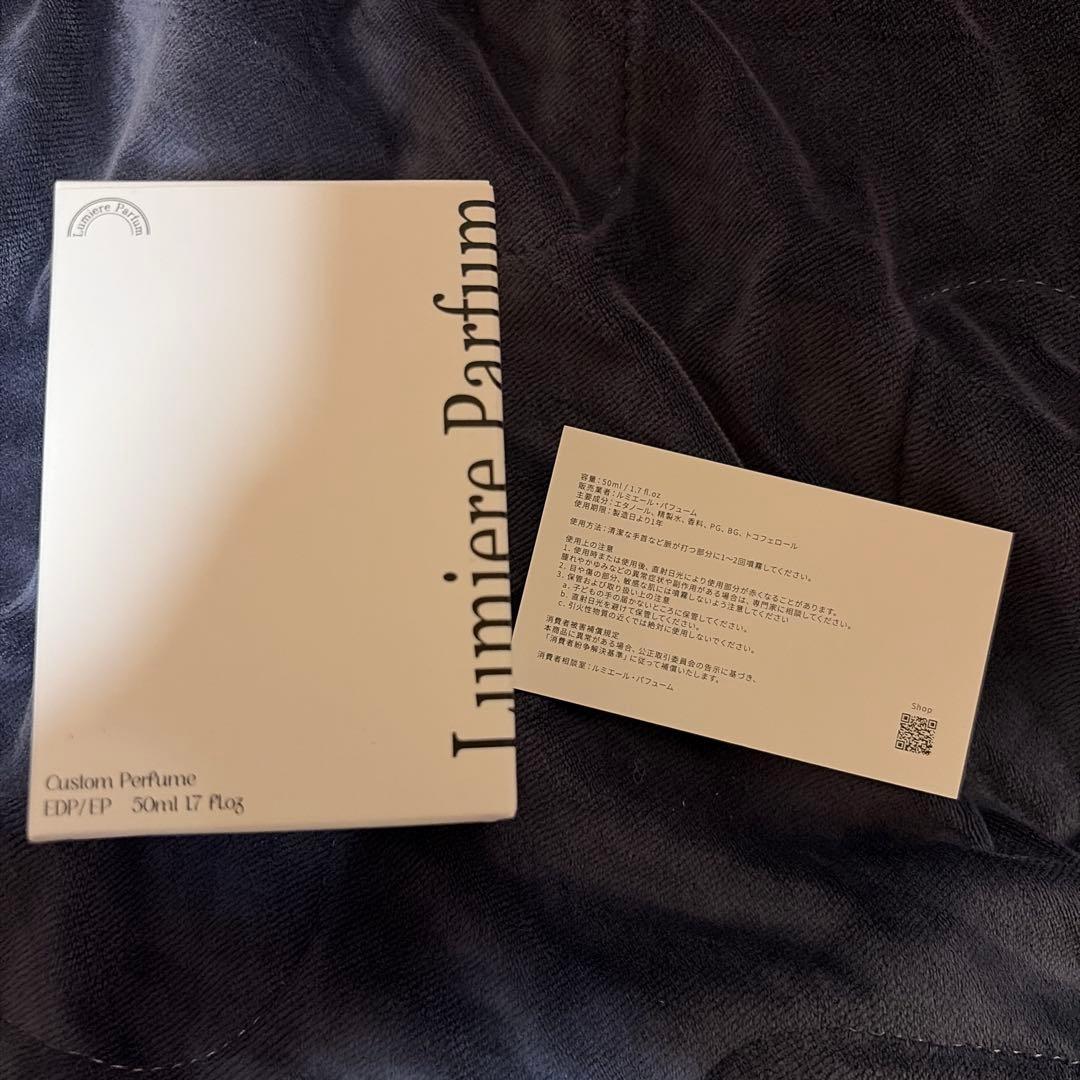 Lumiere Parfum
Lumiere Parfum
Custom Perfume
EDP/EP 50ml 1.7 fl.oz
容量：50ml / 1.7 fl.oz
販売業者：ルミエール・パフューム
主要成分：エタノール、精製水、香料、PG、BG、トコフェロール
使用期限：製造日より1年
使用方法：清潔な手首など脈が打つ部分に1～2回噴霧してください。
使用上の注意
1. 使用時または使用後、直射日光により使用部分が赤くなることがあります。
腫れやかゆみなどの異常症状や副作用がある場合は、専門家に相談してください。
2. 目や傷の部分、敏感な肌には噴霧しないよう注意してください
3. 保管および取り扱い上の注意
a. 子どもの手の届かないところに保管してください。
b. 直射日光を避けて保管してください。
c. 引火性物質の近くでは絶対に使用しないでください。
消費者被害補償規定
本商品に異常がある場合、公正取引委員会の告示に基づき、
「消費者紛争解決基準」に従って補償いたします。
消費者相談室：ルミエール・パフューム
Shop